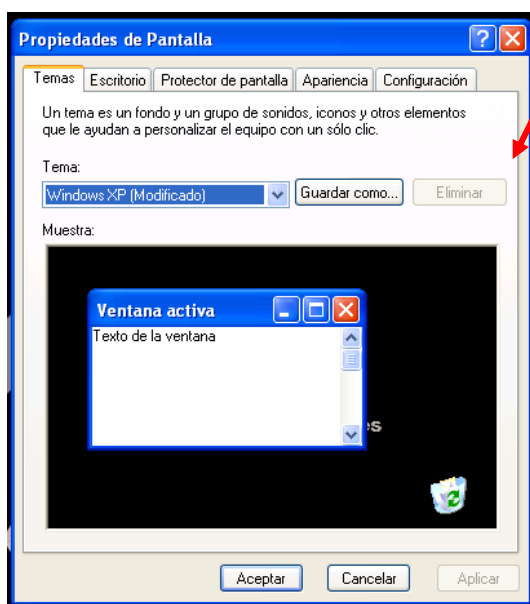 Propiedades de Pantalla
Temas Escritorio Protector de pantalla Apariencia Configuración
Un tema es un fondo y un grupo de sonidos, iconos y otros elementos
que le ayudan a personalizar el equipo con un sólo clic.
Tema:
Windows XP (Modificado) Guardar como... Eliminar
Muestra:
Ventana activa
Texto de la ventana
es
Aceptar Cancelar Aplicar